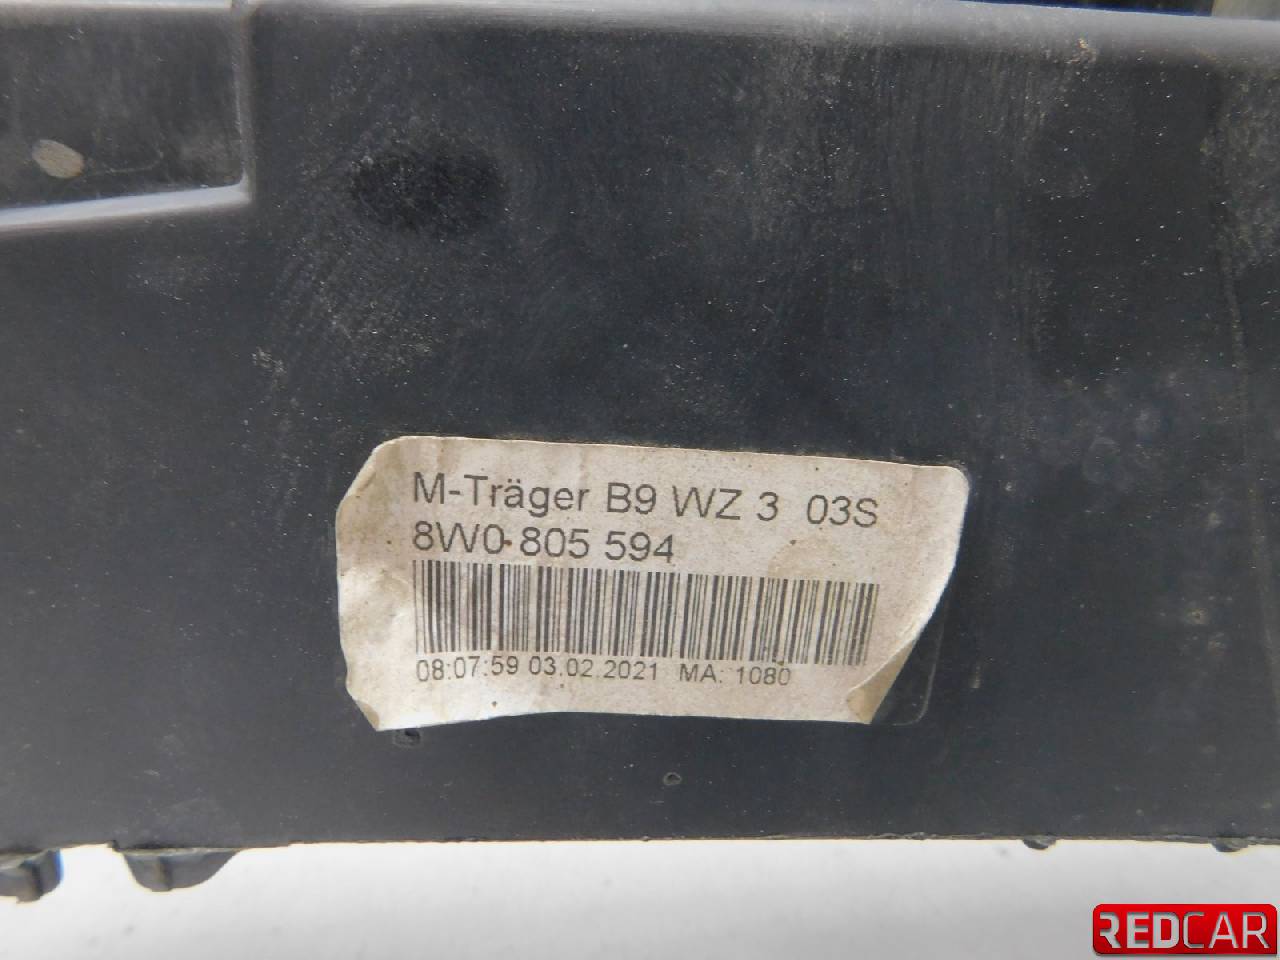 M-Träger B9 WZ 3 03S
8W0 805 594
08:07:59 03.02.2021 MA: 1080
REDCAR